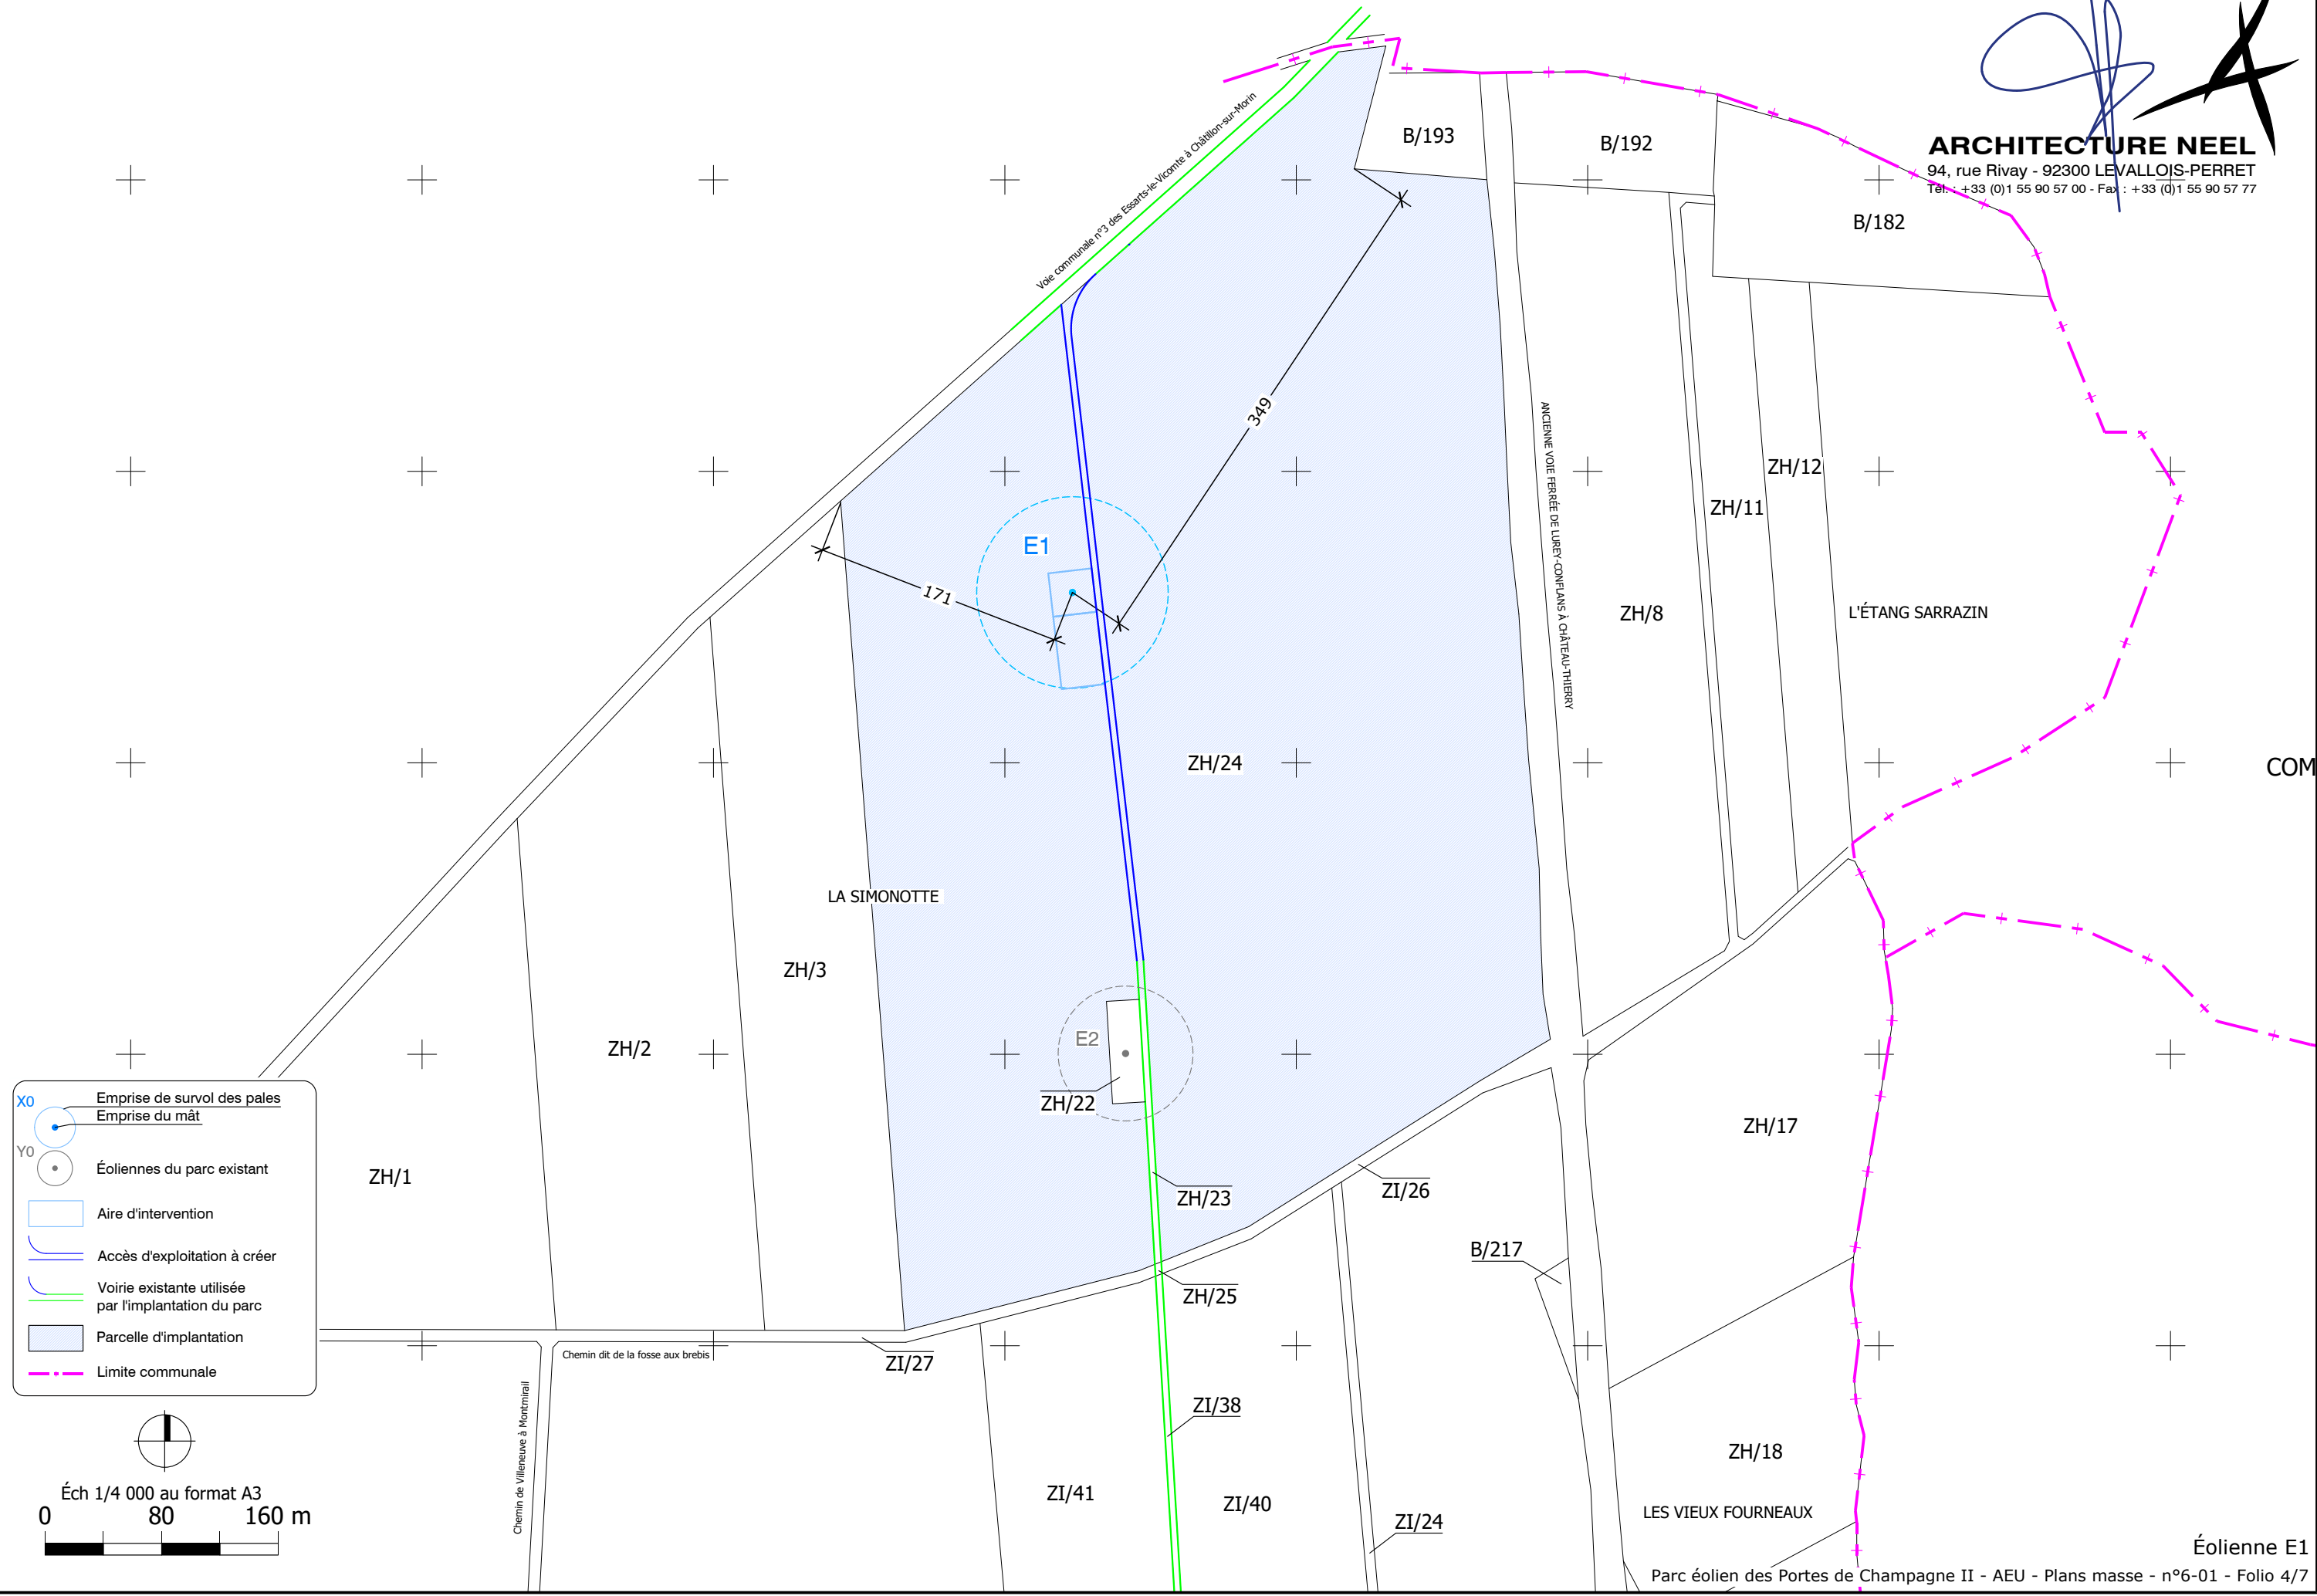 ARCHITECTURE NEEL
94, rue Rivay - 92300 LEVALLOIS-PERRET
Tél. : +33 (0)1 55 90 57 00 - Fax : +33 (0)1 55 90 57 77
B/193
B/192
B/182
Voie communale n°3 des Essarts-le-Vicomte à Châtillon-sur-Morin
349
ANCIENNE VOIE FERRÉE DE LUREY-CONFLANS À CHÂTEAU-THIERRY
ZH/12
ZH/11
E1
171
ZH/8
L'ÉTANG SARRAZIN
ZH/24
COM
LA SIMONOTTE
ZH/3
E2
ZH/2
ZH/22
ZH/17
ZH/1
ZH/23
ZI/26
B/217
ZH/25
Chemin dit de la fosse aux brebis
ZI/27
Chemin de Villeneuve à Montmirail
ZI/38
ZH/18
ZI/41
ZI/40
ZI/24
LES VIEUX FOURNEAUX
X0
Emprise de survol des pales
Emprise du mât
Y0
Éoliennes du parc existant
Aire d'intervention
Accès d'exploitation à créer
Voirie existante utilisée
par l'implantation du parc
Parcelle d'implantation
Limite communale
Éch 1/4 000 au format A3
0 80 160 m
Éolienne E1
Parc éolien des Portes de Champagne II - AEU - Plans masse - n°6-01 - Folio 4/7